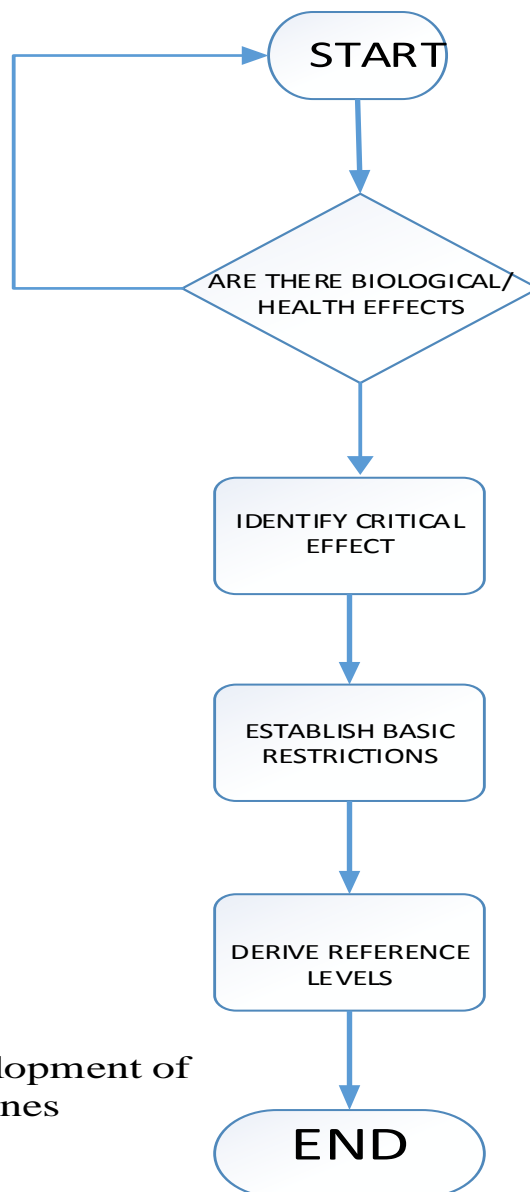 START
ARE THERE BIOLOGICAL/
HEALTH EFFECTS
IDENTIFY CRITICAL
EFFECT
ESTABLISH BASIC
RESTRICTIONS
DERIVE REFERENCE
LEVELS
lopment of
nes
END